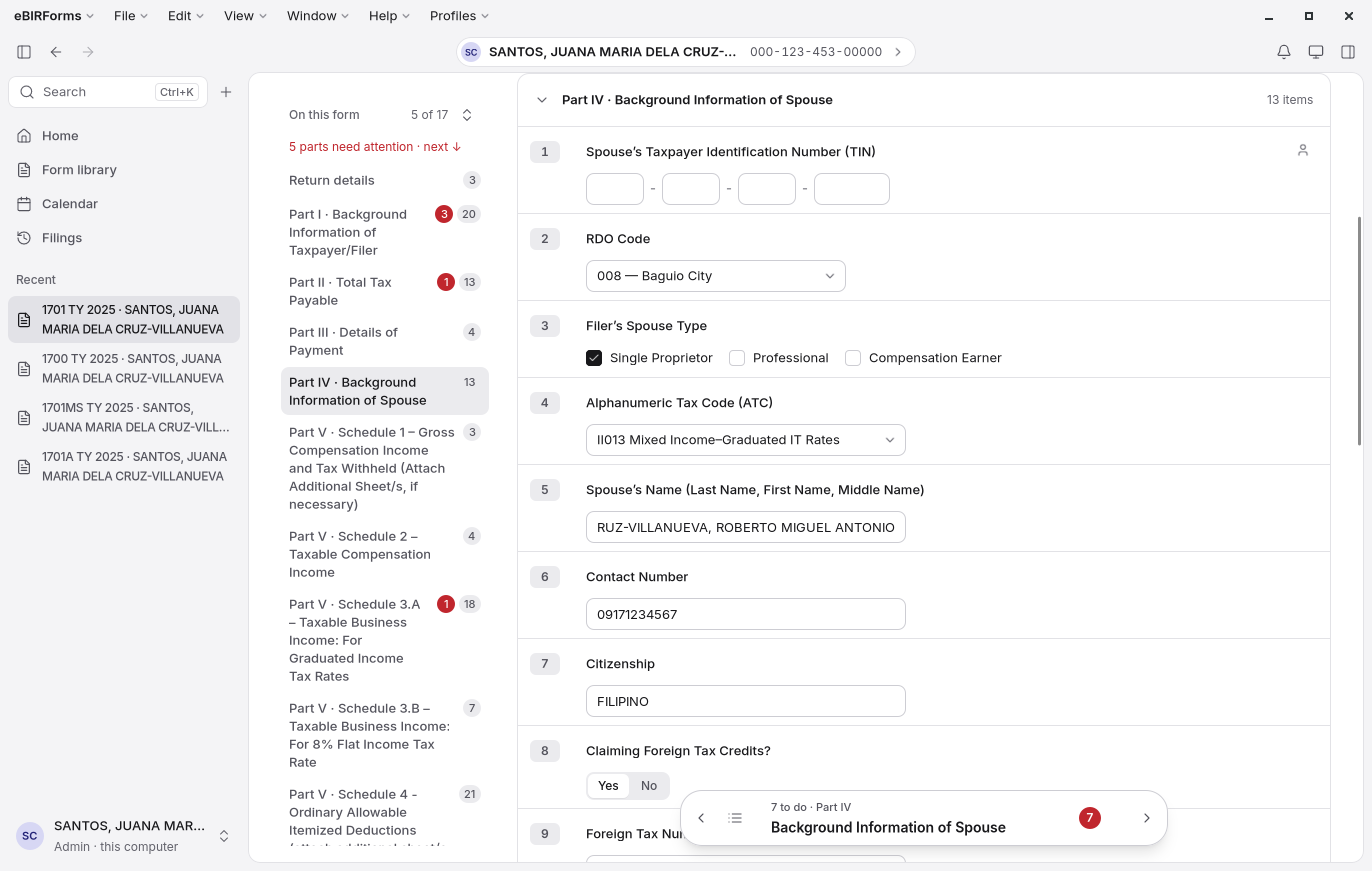 eBIRForms File Edit View Window Help Profiles
SC SANTOS, JUANA MARIA DELA CRUZ-... 000-123-453-00000
Search Ctrl+K
Home
Form library
Calendar
Filings
Recent
1701 TY 2025 · SANTOS, JUANA
MARIA DELA CRUZ-VILLANUEVA
1700 TY 2025 · SANTOS, JUANA
MARIA DELA CRUZ-VILLANUEVA
1701MS TY 2025 · SANTOS,
JUANA MARIA DELA CRUZ-VILL...
1701A TY 2025 · SANTOS, JUANA
MARIA DELA CRUZ-VILLANUEVA
SC
SANTOS, JUANA MAR...
Admin · this computer
On this form 5 of 17
5 parts need attention · next ↓
Return details 3
Part I · Background 3 20
Information of
Taxpayer/Filer
Part II · Total Tax 1 13
Payable
Part III · Details of 4
Payment
Part IV · Background 13
Information of Spouse
Part V · Schedule 1 – Gross 3
Compensation Income
and Tax Withheld (Attach
Additional Sheet/s, if
necessary)
Part V · Schedule 2 – 4
Taxable Compensation
Income
Part V · Schedule 3.A 1 18
– Taxable Business
Income: For
Graduated Income
Tax Rates
Part V · Schedule 3.B – 7
Taxable Business Income:
For 8% Flat Income Tax
Rate
Part V · Schedule 4 - 21
Ordinary Allowable
Itemized Deductions
Part IV · Background Information of Spouse 13 items
1 Spouse's Taxpayer Identification Number (TIN)
- - -
2 RDO Code
008 — Baguio City
3 Filer's Spouse Type
Single Proprietor Professional Compensation Earner
4 Alphanumeric Tax Code (ATC)
II013 Mixed Income–Graduated IT Rates
5 Spouse's Name (Last Name, First Name, Middle Name)
RUZ-VILLANUEVA, ROBERTO MIGUEL ANTONIO
6 Contact Number
09171234567
7 Citizenship
FILIPINO
8 Claiming Foreign Tax Credits?
Yes No
9 Foreign Tax
7 to do · Part IV
Background Information of Spouse 7